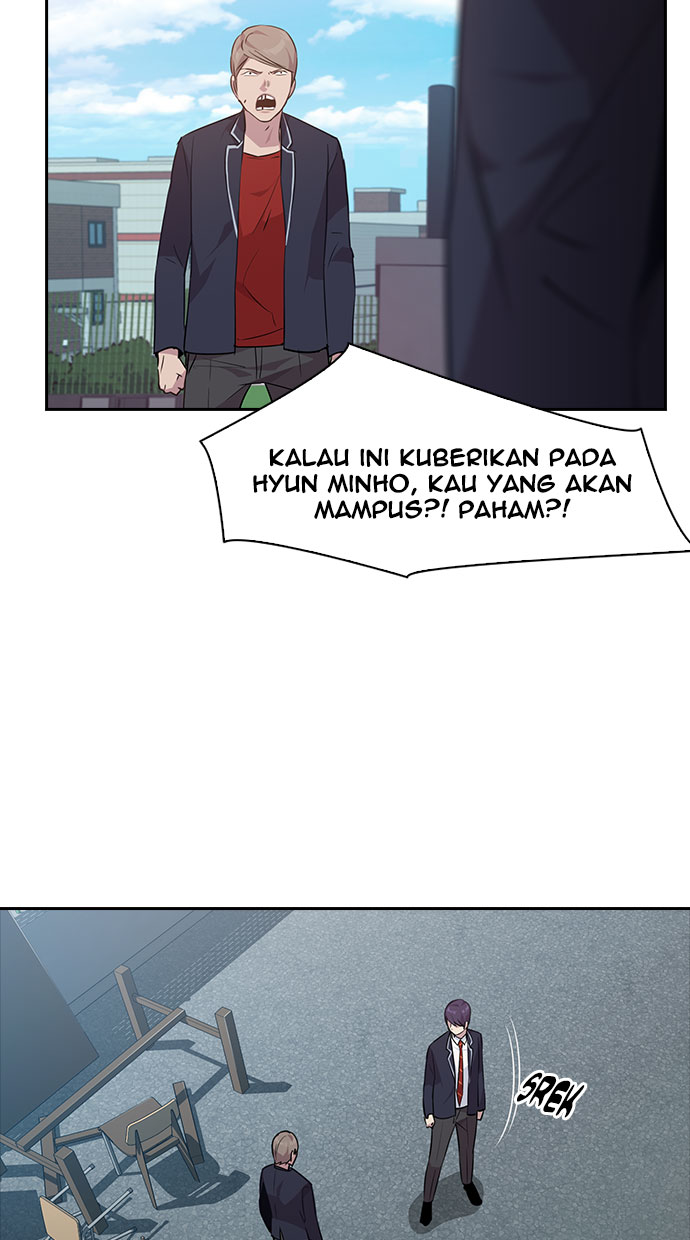 KALAU INI KUBERIKAN PADA
HYUN MINHO, KAU YANG AKAN
MAMPUS?! PAHAM?!
SREK